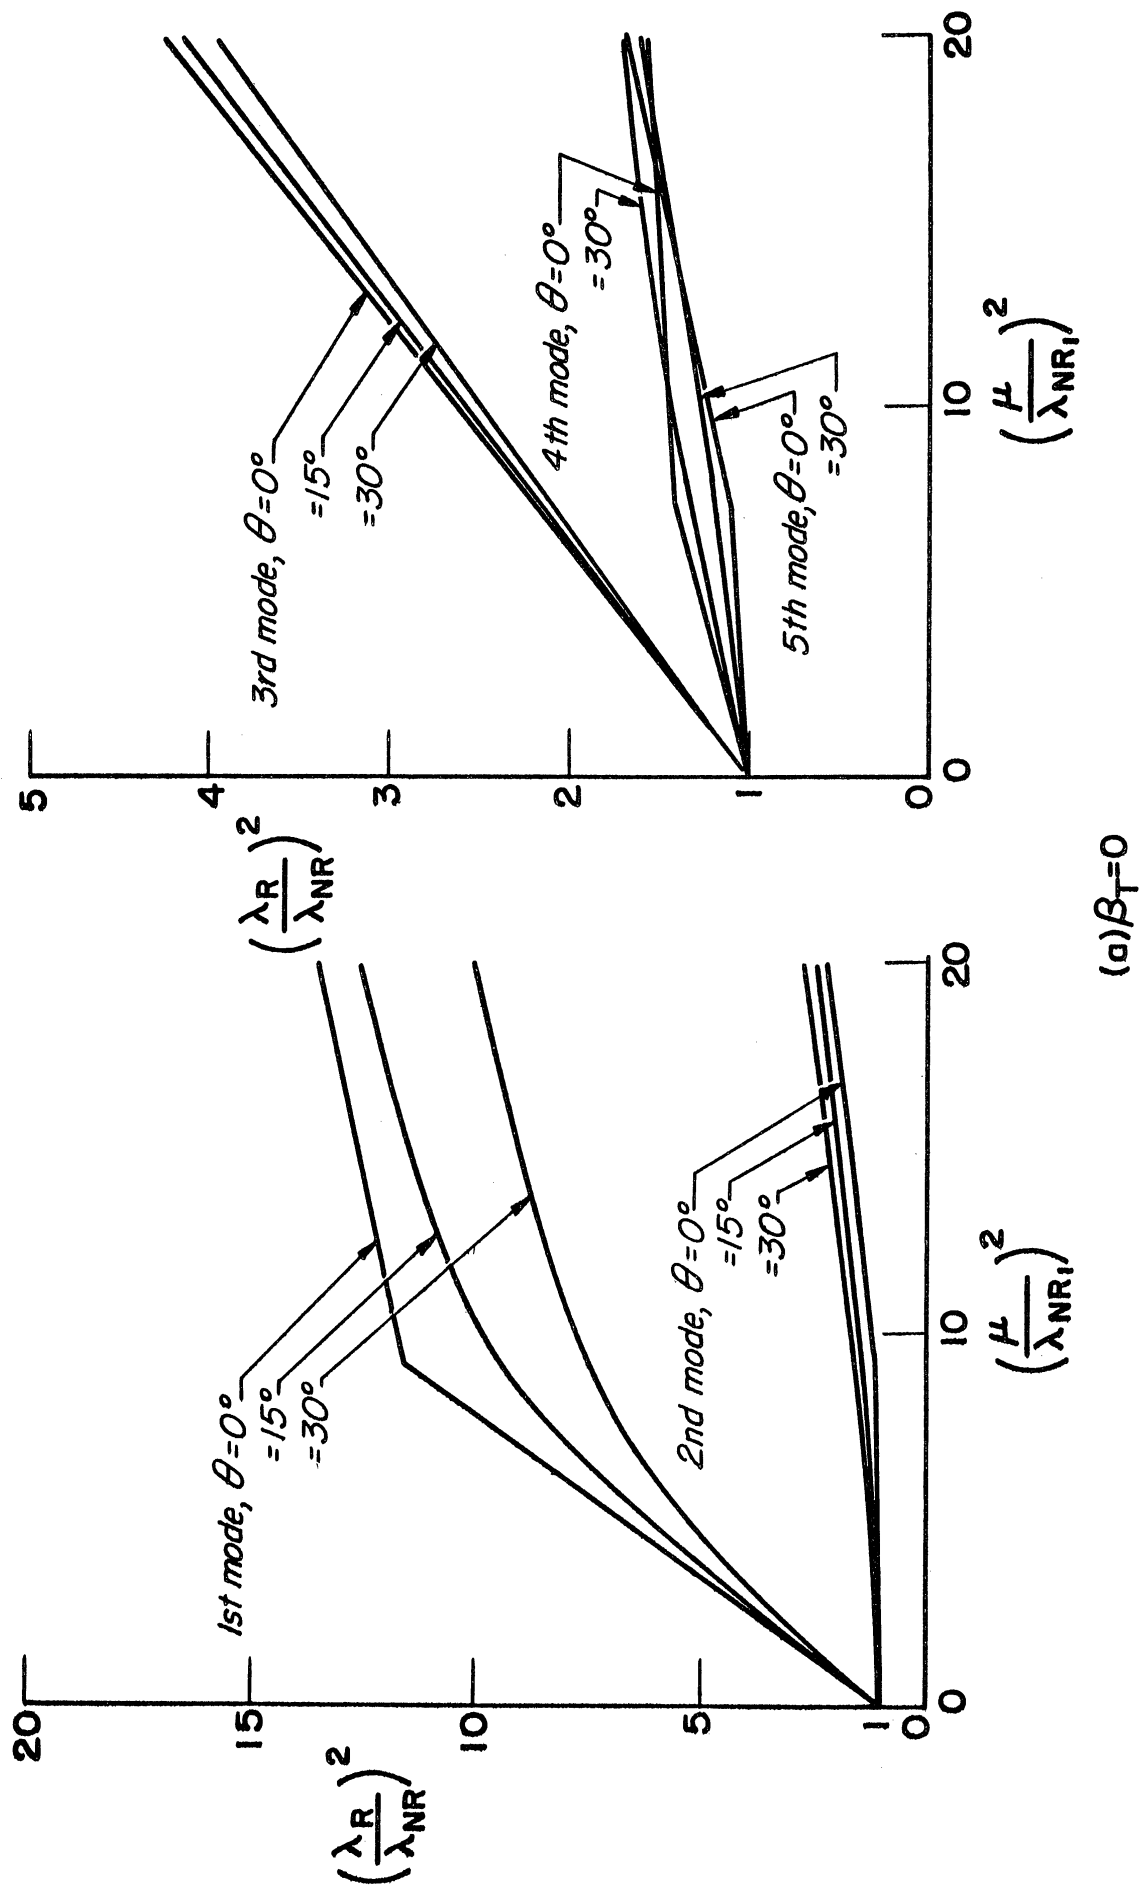 20
15
10
5
1
0
(λR/λNR)²
1st mode, θ=0°
=15°
=30°
2nd mode, θ=0°
=15°
=30°
0
10
20
(μ/λNR1)²
5
4
3
2
1
0
(λR/λNR)²
3rd mode, θ=0°
=15°
=30°
4th mode, θ=0°
=30°
5th mode, θ=0°
=30°
0
10
20
(μ/λNR1)²
(a) βT=0